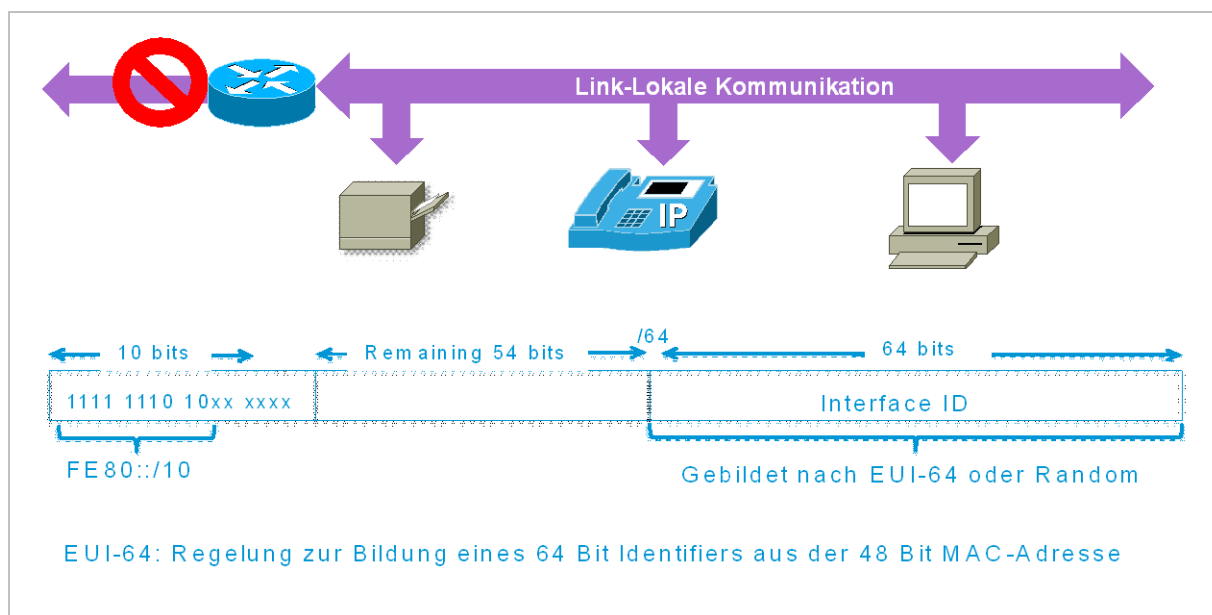 Link-Lokale Kommunikation
IP
/64
10 bits
Remaining 54 bits
64 bits
1111 1110 10xx xxxx
Interface ID
FE80::/10
Gebildet nach EUI-64 oder Random
EUI-64: Regelung zur Bildung eines 64 Bit Identifiers aus der 48 Bit MAC-Adresse